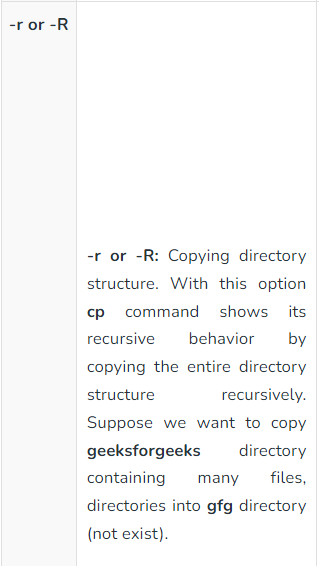 -r or -R
-r or -R: Copying directory
structure. With this option
cp command shows its
recursive behavior by
copying the entire directory
structure recursively.
Suppose we want to copy
geeksforgeeks directory
containing many files,
directories into gfg directory
(not exist).